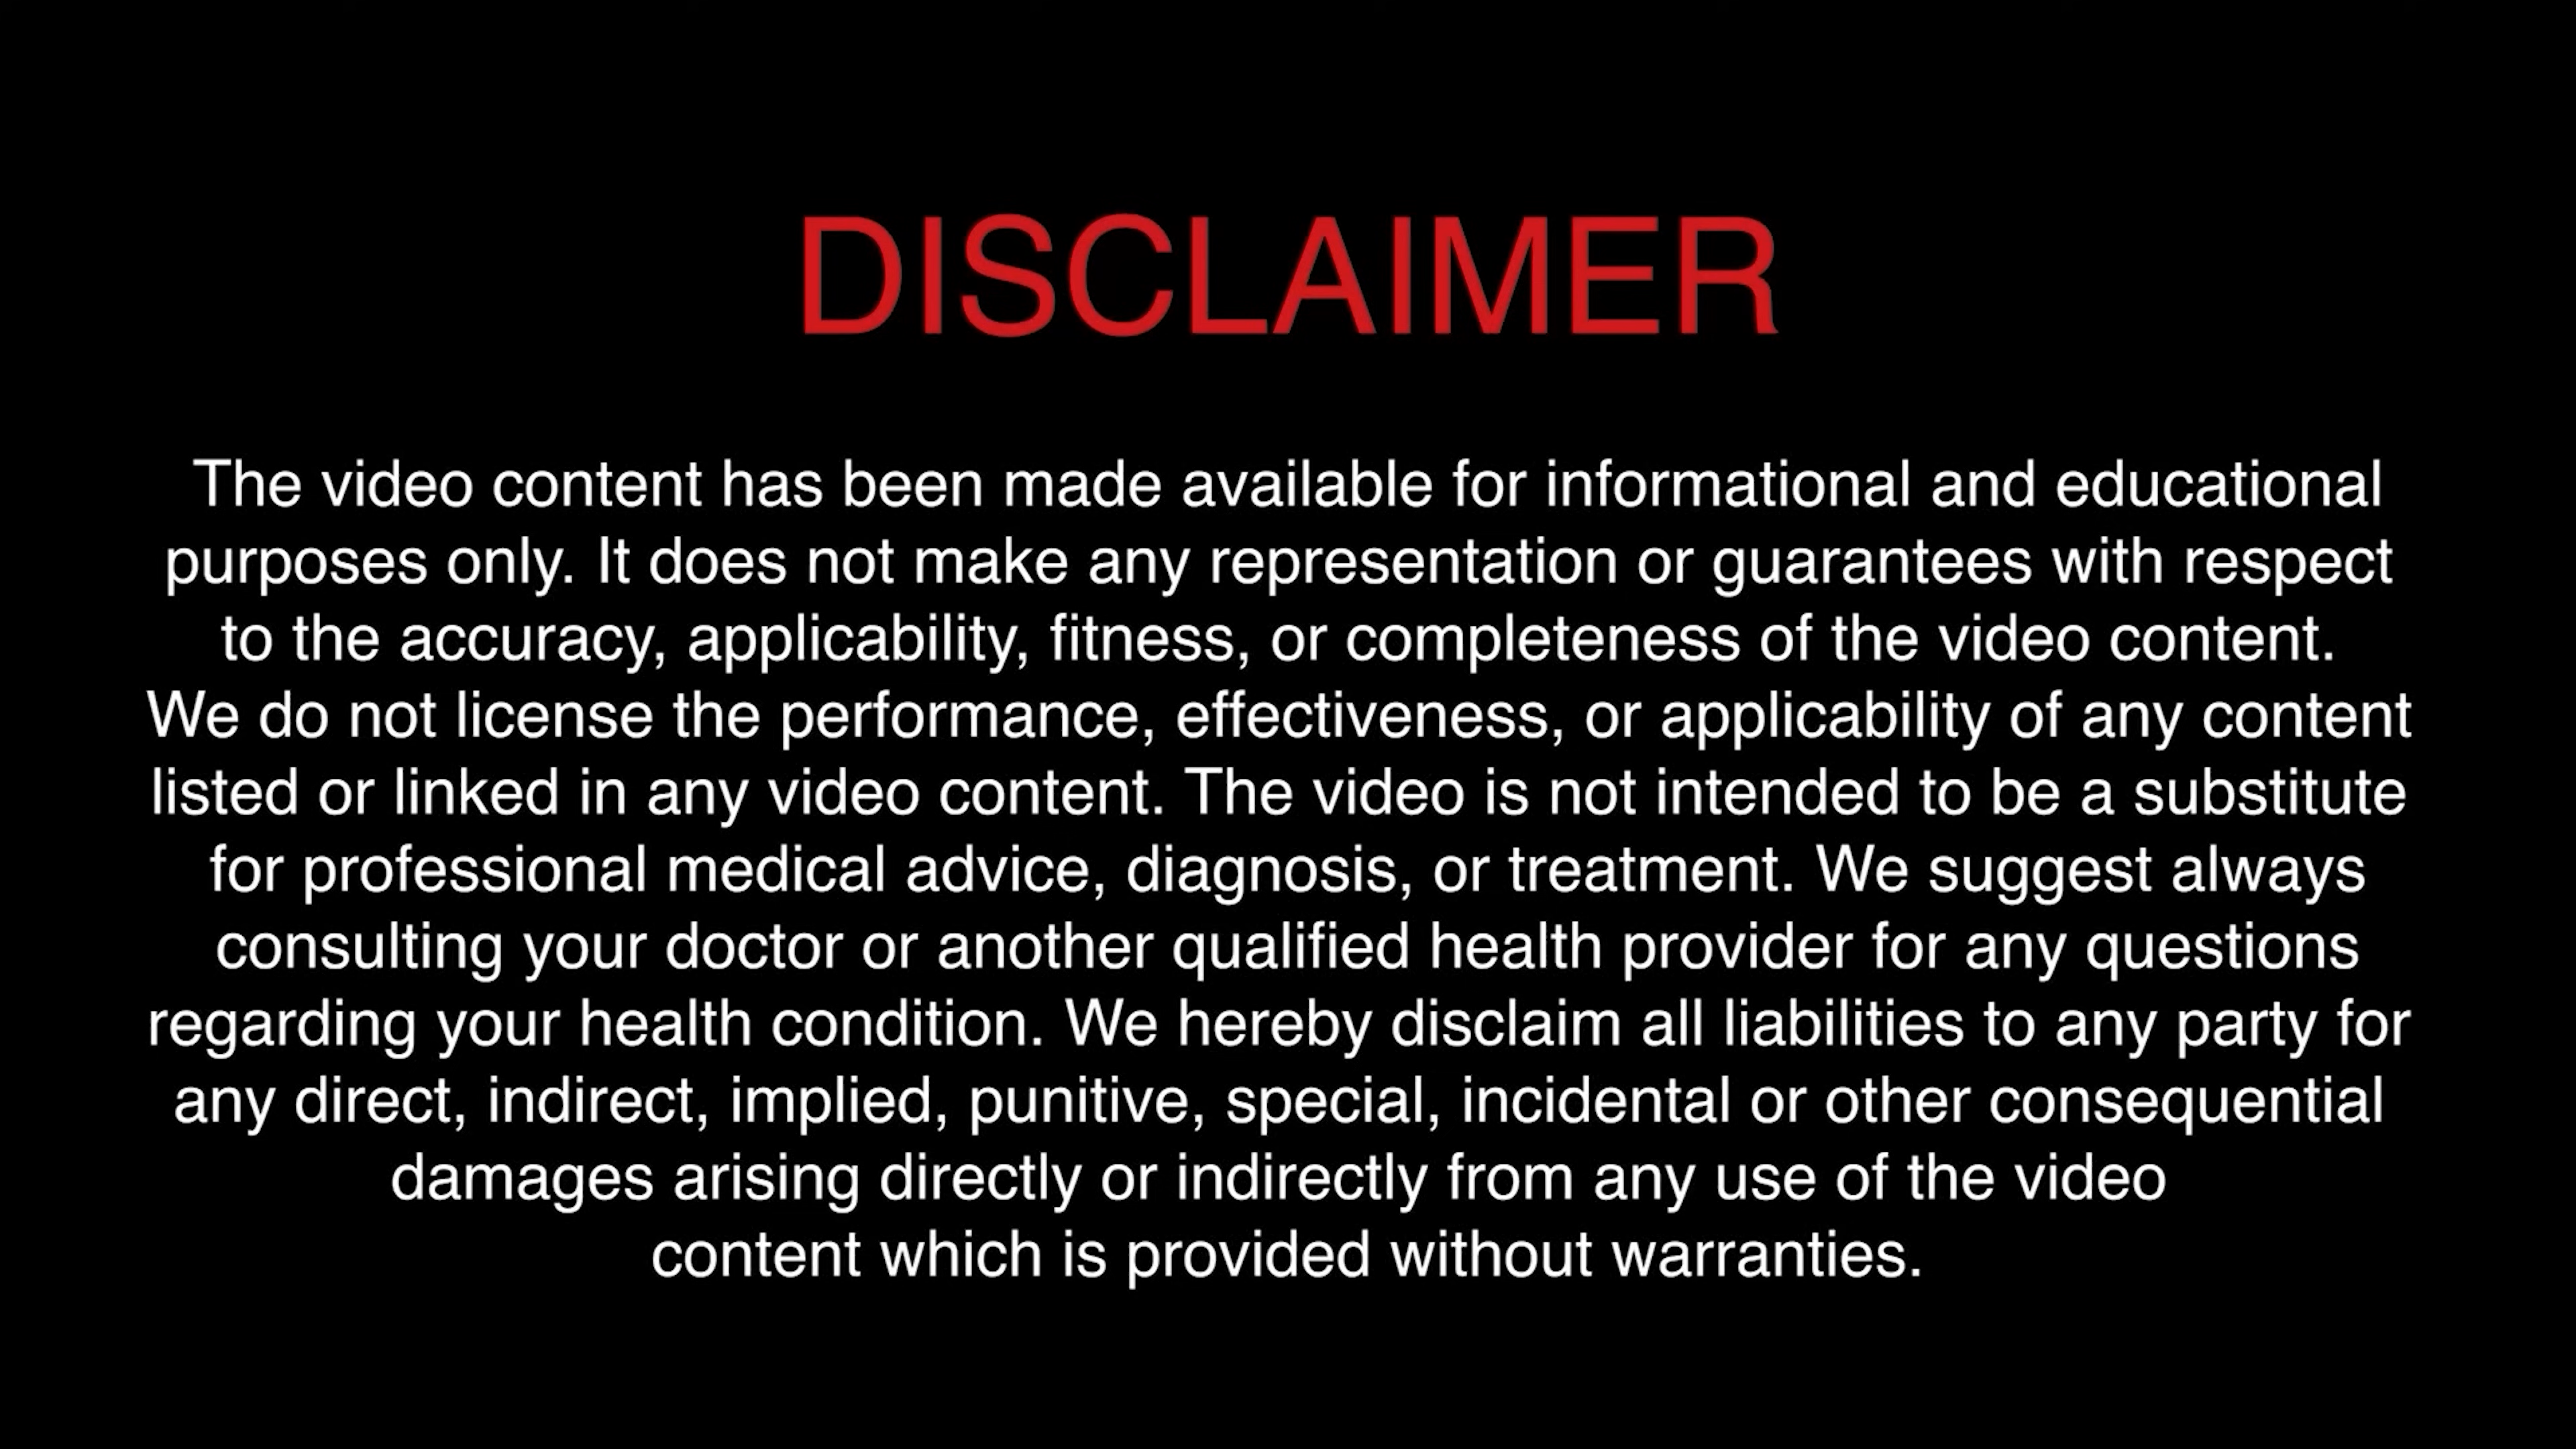 DISCLAIMER
The video content has been made available for informational and educational
purposes only. It does not make any representation or guarantees with respect
to the accuracy, applicability, fitness, or completeness of the video content.
We do not license the performance, effectiveness, or applicability of any content
listed or linked in any video content. The video is not intended to be a substitute
for professional medical advice, diagnosis, or treatment. We suggest always
consulting your doctor or another qualified health provider for any questions
regarding your health condition. We hereby disclaim all liabilities to any party for
any direct, indirect, implied, punitive, special, incidental or other consequential
damages arising directly or indirectly from any use of the video
content which is provided without warranties.